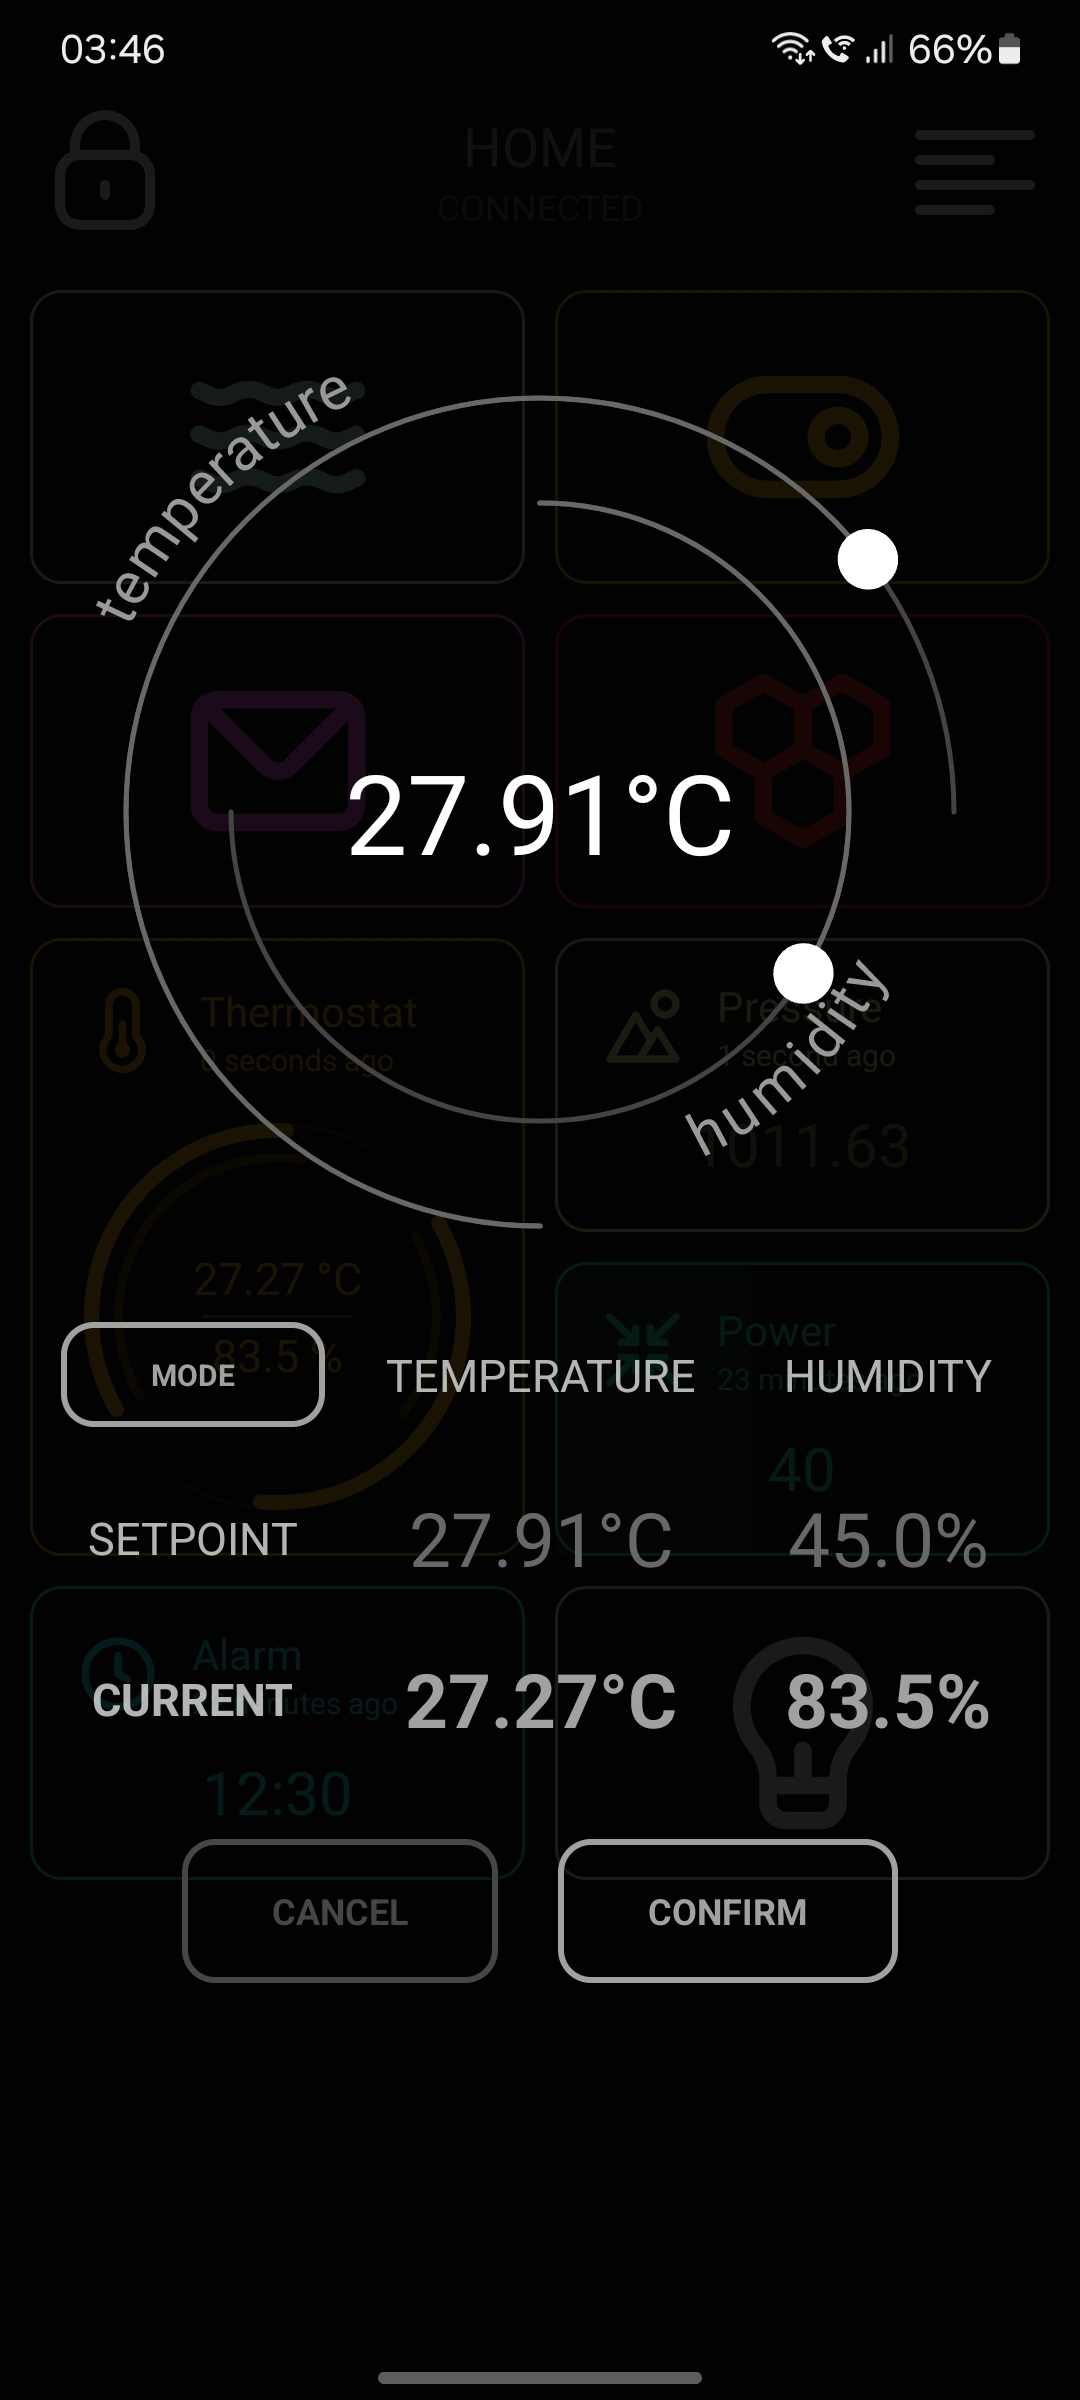 03:46 66%
HOME
CONNECTED
temperature
27.91°C
humidity
Thermostat
seconds ago
Pressure
1 second ago
1011.63
27.27 °C
83.5 %
Power
23 minutes ago
40
MODE TEMPERATURE HUMIDITY
SETPOINT 27.91°C 45.0%
Alarm
ago
CURRENT 27.27°C 83.5%
12:30
CANCEL CONFIRM